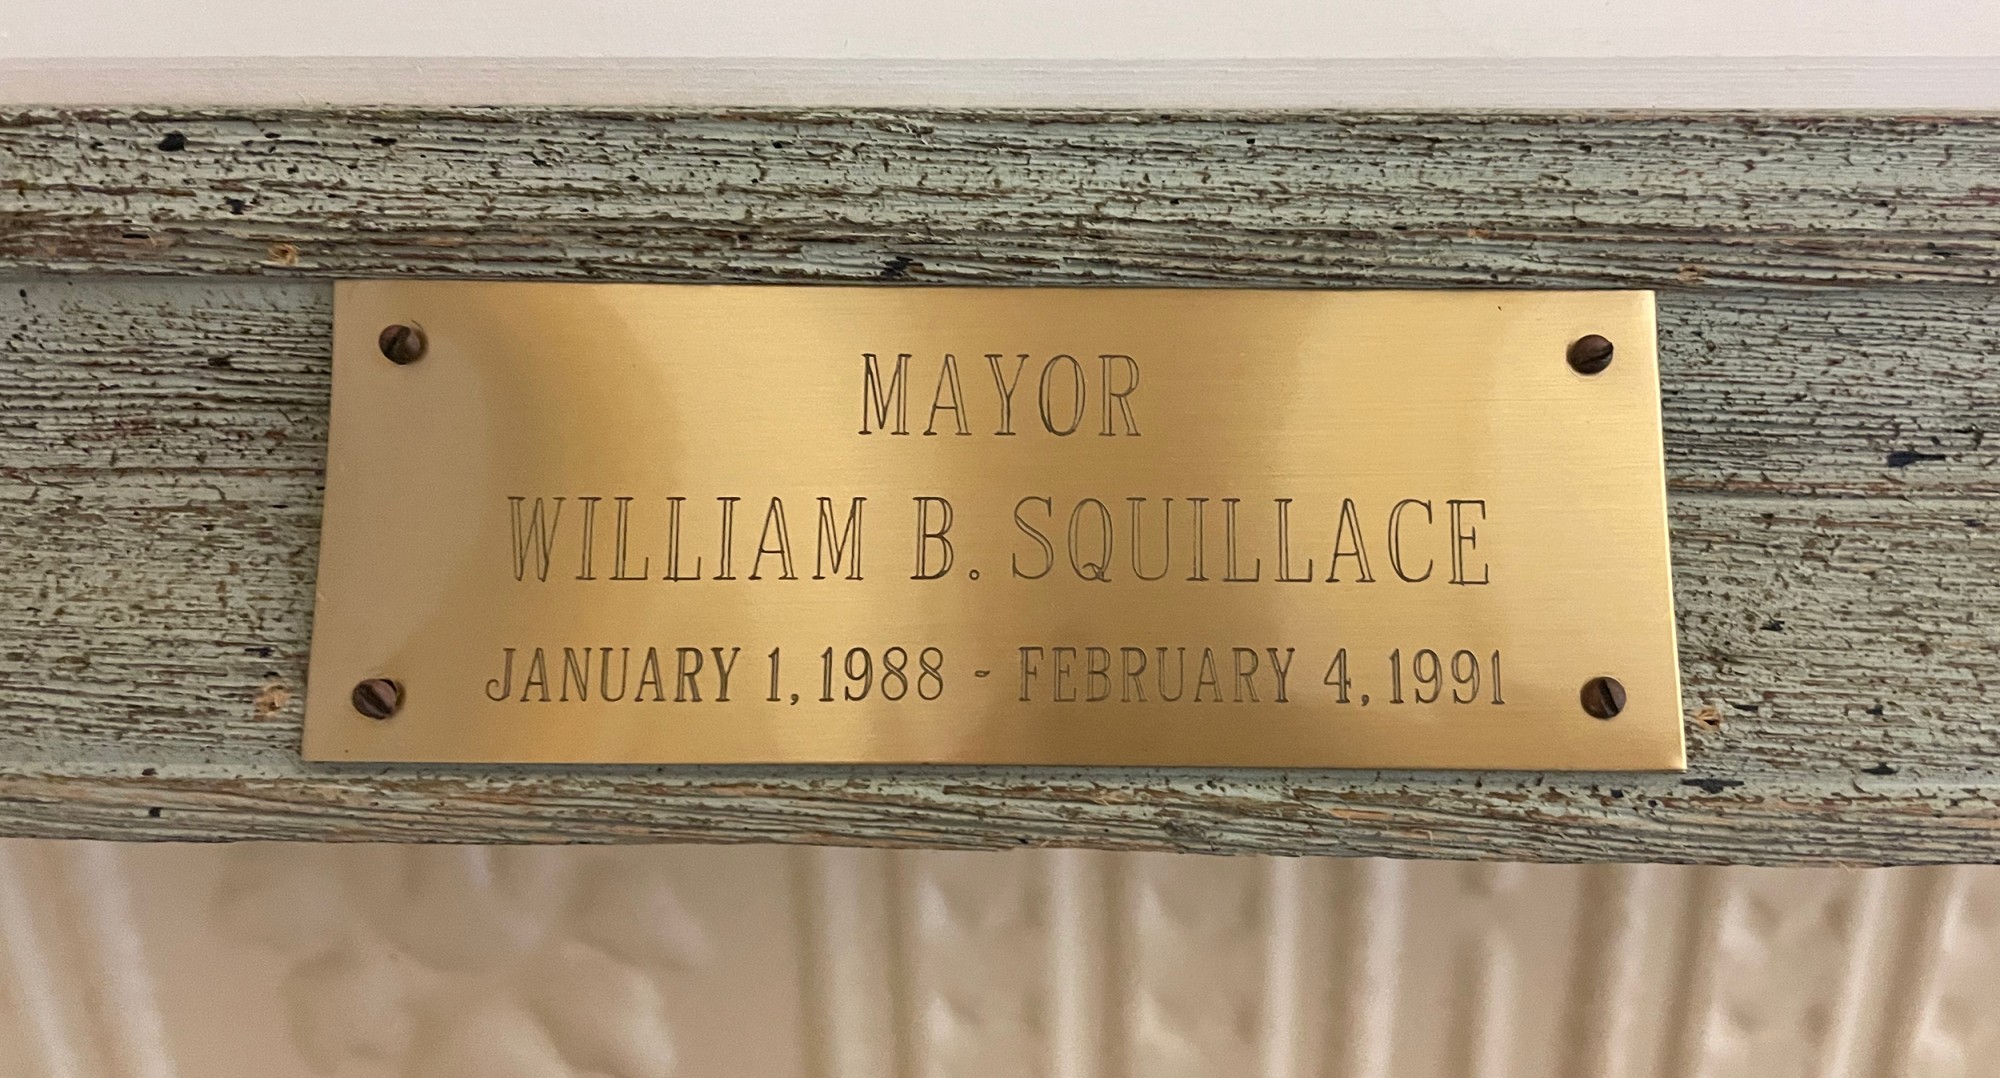 MAYOR
WILLIAM B. SQUILLACE
JANUARY 1, 1988 - FEBRUARY 4, 1991